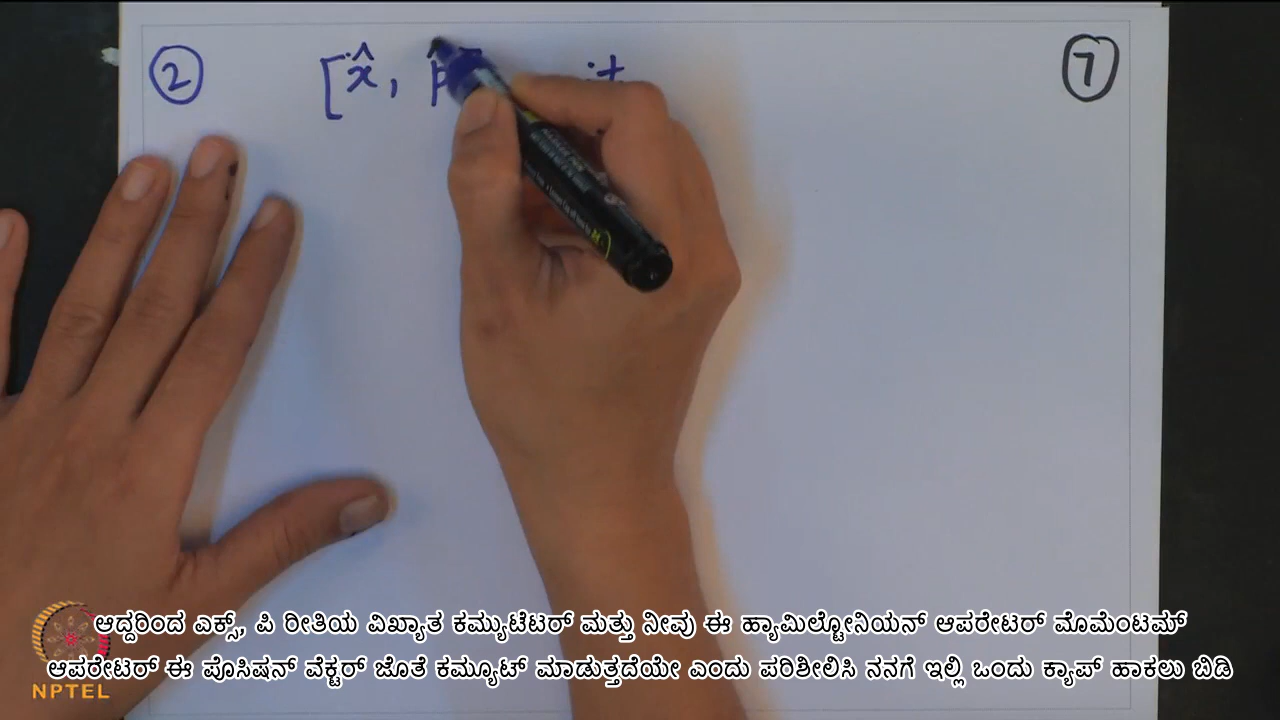 ② [x̂, p̂ it ⑦
ಆದ್ದರಿಂದ ಎಕ್ಸ್, ಪಿ ರೀತಿಯ ವಿಖ್ಯಾತ ಕಮ್ಯುಟೆಟರ್ ಮತ್ತು ನೀವು ಈ ಹ್ಯಾಮಿಲ್ಟೋನಿಯನ್ ಆಪರೇಟರ್ ಮೊಮೆಂಟಮ್
ಆಪರೇಟರ್ ಈ ಪೊಸಿಷನ್ ವೆಕ್ಟರ್ ಜೊತೆ ಕಮ್ಯೂಟ್ ಮಾಡುತ್ತದೆಯೇ ಎಂದು ಪರಿಶೀಲಿಸಿ ನನಗೆ ಇಲ್ಲಿ ಒಂದು ಕ್ಯಾಪ್ ಹಾಕಲು ಬಿಡಿ
NPTEL